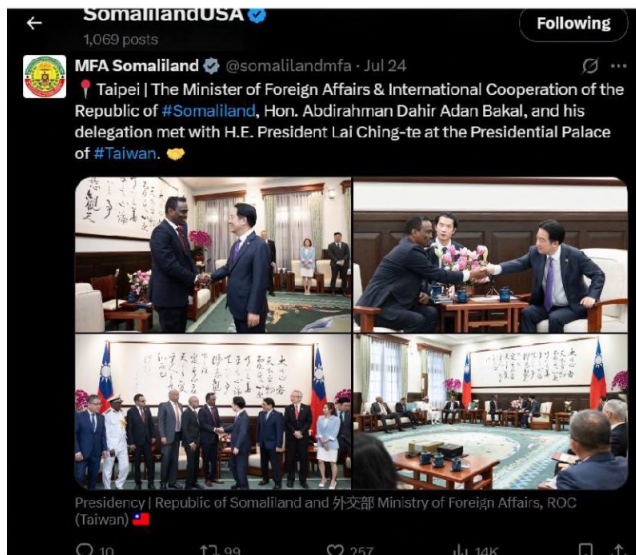 SomalilandUSA
Following
1,069 posts
MFA Somaliland @somalilandmfa · Jul 24
Taipei | The Minister of Foreign Affairs & International Cooperation of the
Republic of #Somaliland, Hon. Abdirahman Dahir Adan Bakal, and his
delegation met with H.E. President Lai Ching-te at the Presidential Palace
of #Taiwan.
Presidency | Republic of Somaliland and 外交部 Ministry of Foreign Affairs, ROC
(Taiwan)
10 99 257 14K